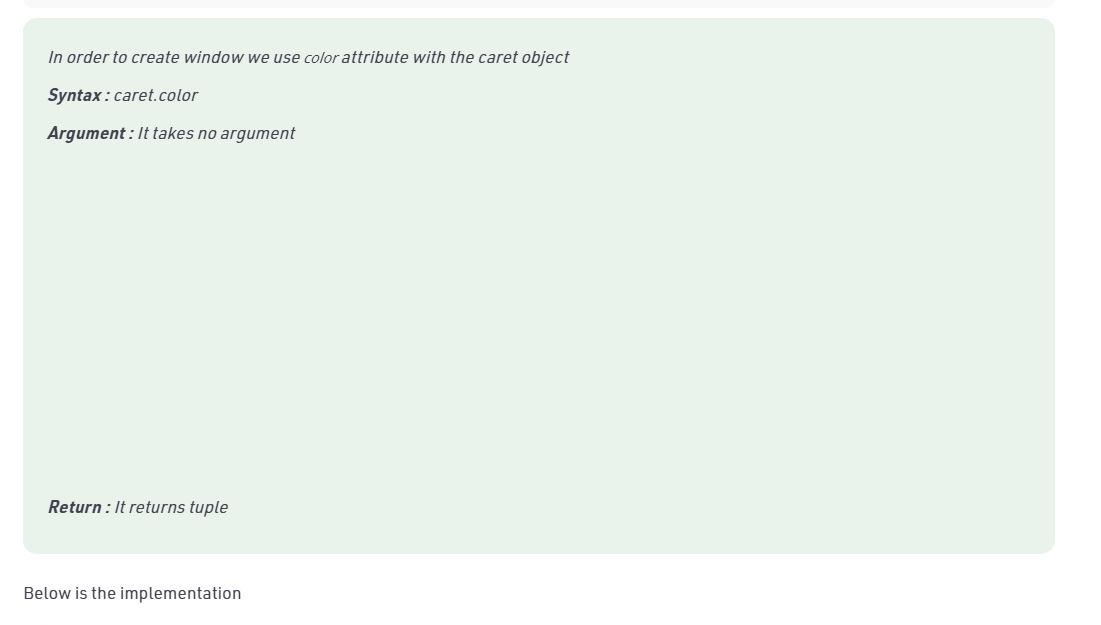 In order to create window we use color attribute with the caret object
Syntax : caret.color
Argument : It takes no argument
Return : It returns tuple
Below is the implementation